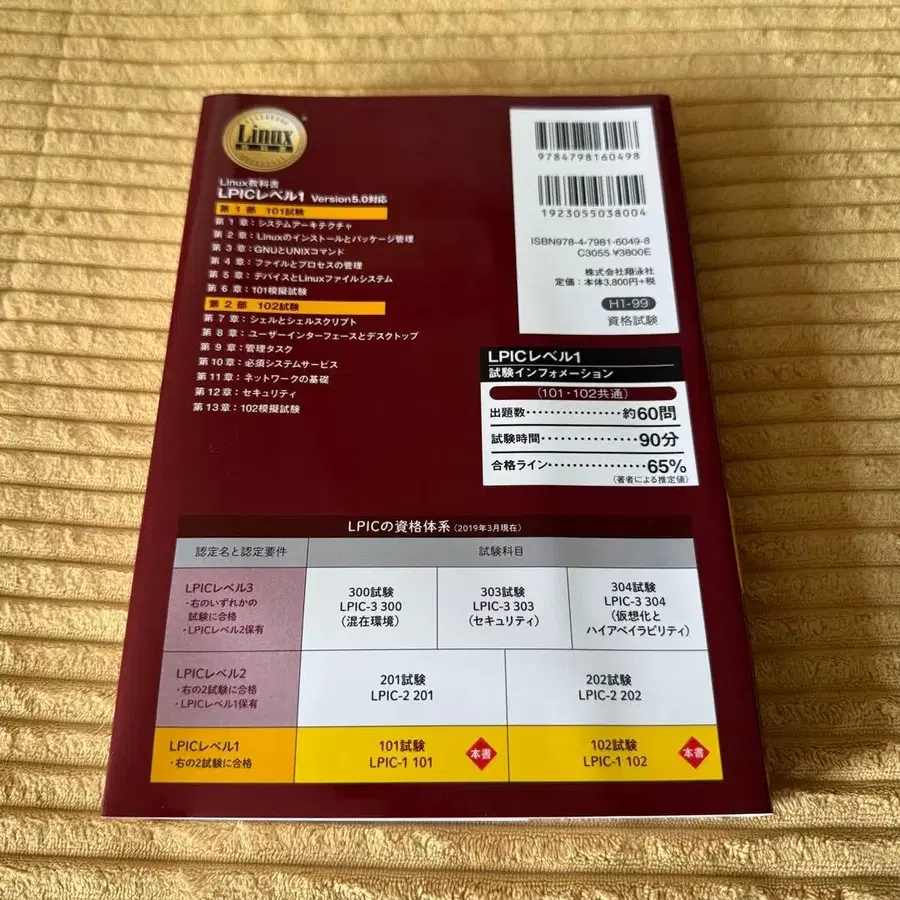 Linux
教科書
Linux教科書
LPICレベル1 Version5.0対応
第1部 101試験
第1章:システムアーキテクチャ
第2章:Linuxのインストールとパッケージ管理
第3章:GNUとUNIXコマンド
第4章:ファイルとプロセスの管理
第5章:デバイスとLinuxファイルシステム
第6章:101模擬試験
第2部 102試験
第7章:シェルとシェルスクリプト
第8章:ユーザーインターフェースとデスクトップ
第9章:管理タスク
第10章:必須システムサービス
第11章:ネットワークの基礎
第12章:セキュリティ
第13章:102模擬試験
9784798160498
1923055038004
ISBN978-4-7981-6049-8
C3055 ¥3800E
株式会社翔泳社
定価:本体3,800円+税
H1-99
資格試験
LPICレベル1
試験インフォメーション
(101・102共通)
出題数・・・・・・・・・・・・・・約60問
試験時間・・・・・・・・・・・・・・90分
合格ライン・・・・・・・・・・・・・・65%
(著者による推定値)
LPICの資格体系(2019年3月現在)
認定名と認定要件 試験科目
LPICレベル3
・右のいずれかの
試験に合格
・LPICレベル2保有
300試験
LPIC-3 300
(混在環境)
303試験
LPIC-3 303
(セキュリティ)
304試験
LPIC-3 304
(仮想化と
ハイアベイラビリティ)
LPICレベル2
・右の2試験に合格
・LPICレベル1保有
201試験
LPIC-2 201
202試験
LPIC-2 202
LPICレベル1
・右の2試験に合格
101試験
LPIC-1 101
本書
102試験
LPIC-1 102
本書